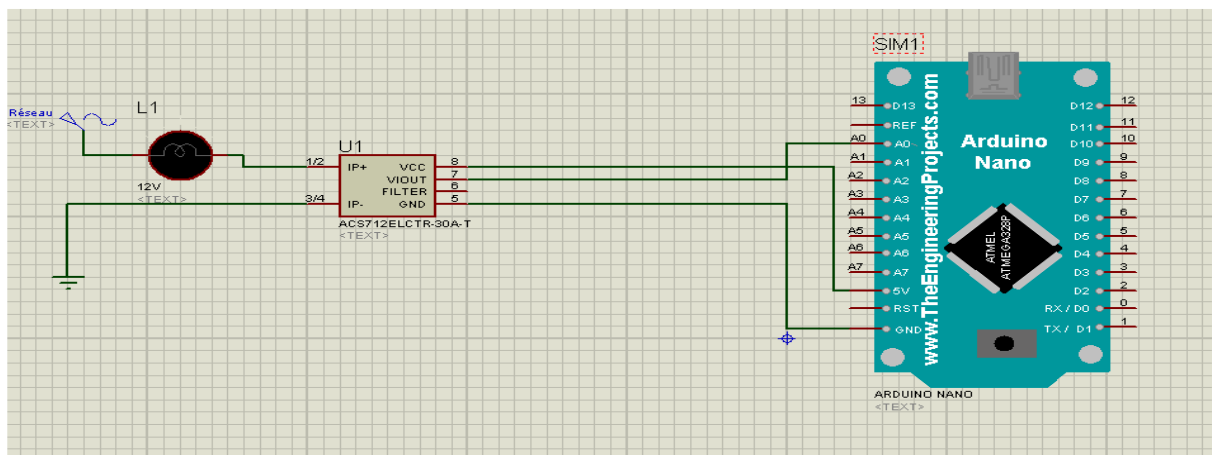 Réseau
<TEXT>
L1
12V
<TEXT>
U1
1/2 IP+ VCC 8
VIOUT 7
FILTER 6
3/4 IP- GND 5
ACS712ELCTR-30A-T
<TEXT>
SIM1
www.TheEngineeringProjects.com
Arduino
Nano
ATMEL
ATMEGA328P
13 D13
REF
A0 A0
A1 A1
A2 A2
A3 A3
A4 A4
A5 A5
A6 A6
A7 A7
5V
RST
GND
D12 12
D11 11
D10 10
D9 9
D8 8
D7 7
D6 6
D5 5
D4 4
D3 3
D2 2
RX / D0 0
TX / D1 1
ARDUINO NANO
<TEXT>